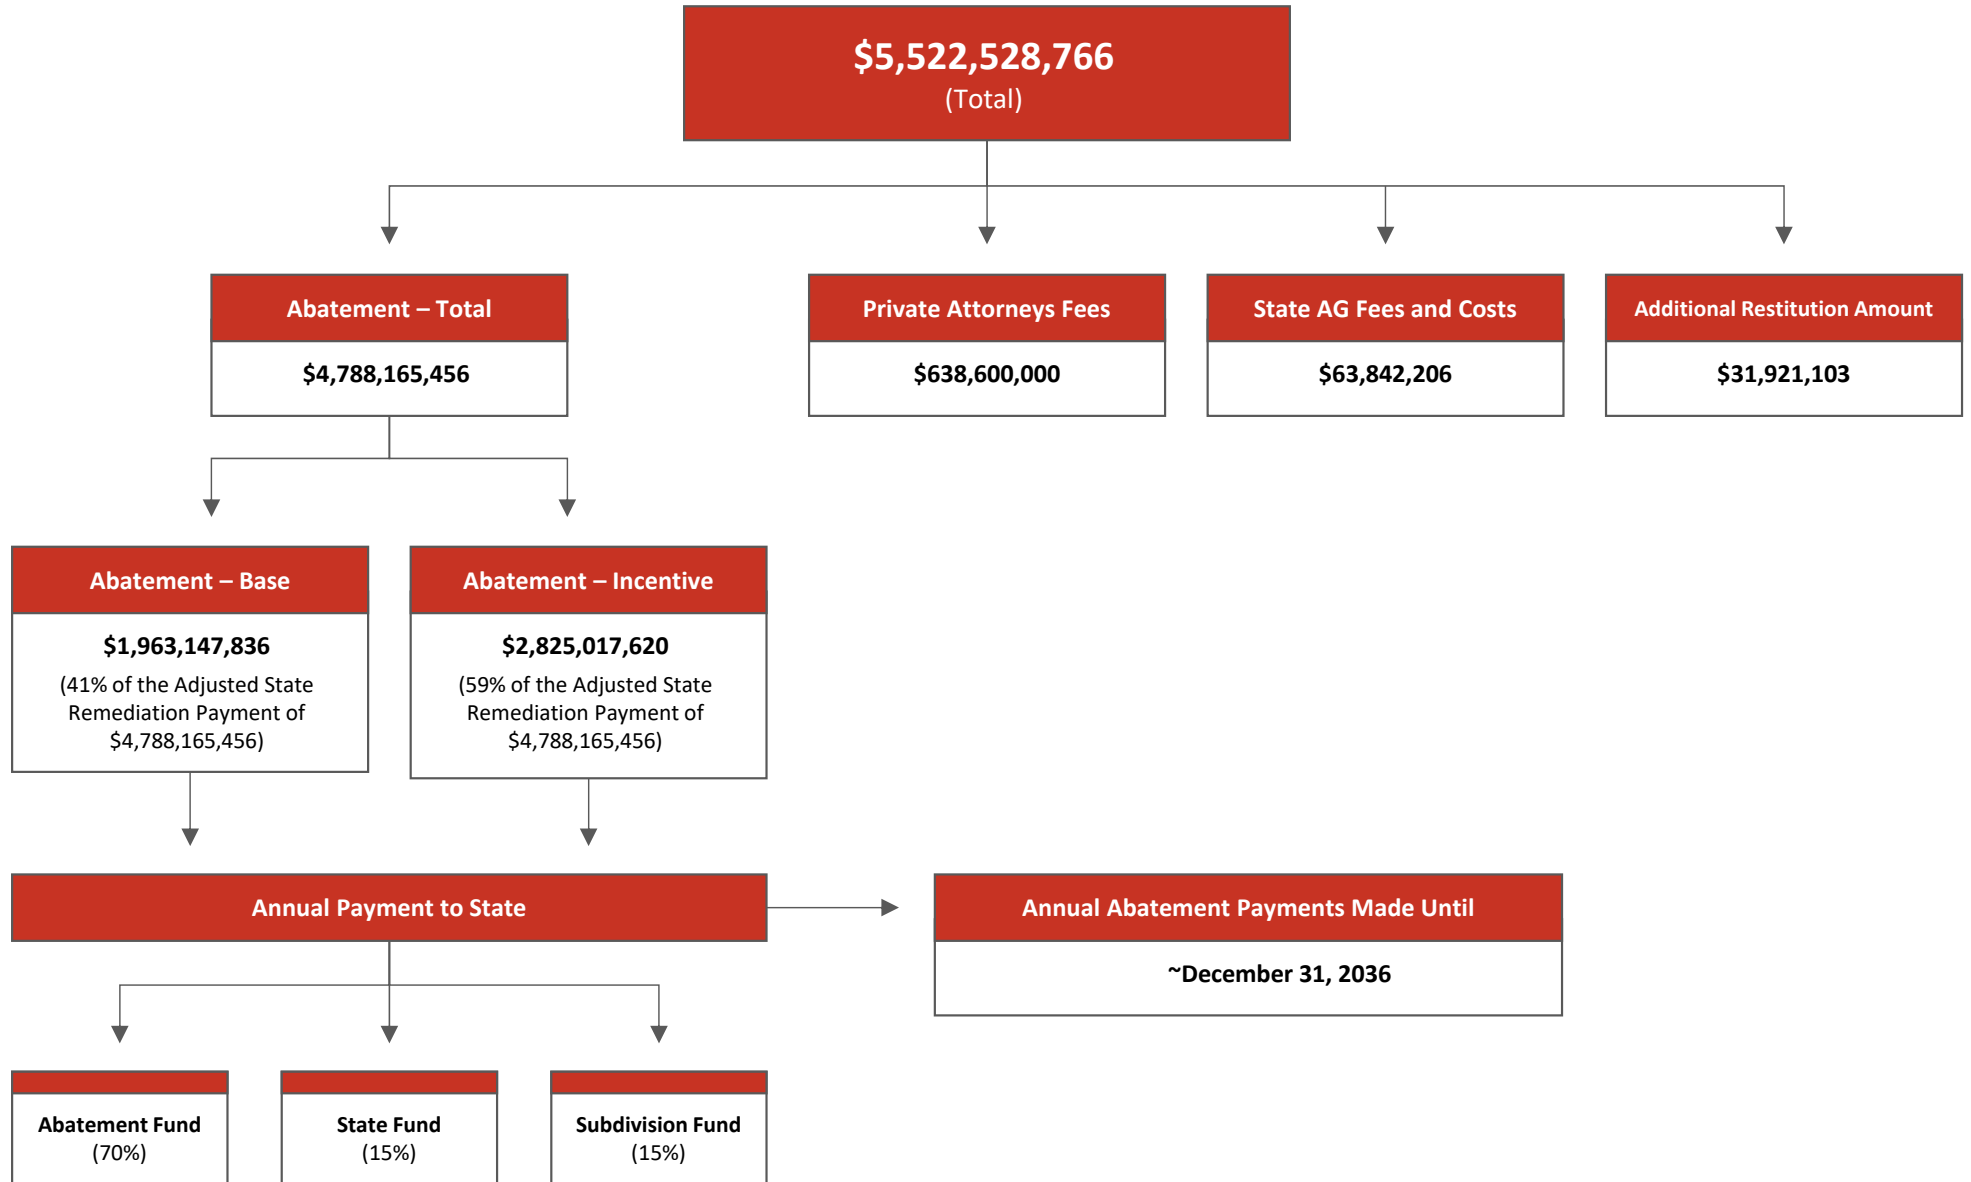 $5,522,528,766
(Total)
Abatement – Total
$4,788,165,456
Private Attorneys Fees
$638,600,000
State AG Fees and Costs
$63,842,206
Additional Restitution Amount
$31,921,103
Abatement – Base
$1,963,147,836
(41% of the Adjusted State
Remediation Payment of
$4,788,165,456)
Abatement – Incentive
$2,825,017,620
(59% of the Adjusted State
Remediation Payment of
$4,788,165,456)
Annual Payment to State
Annual Abatement Payments Made Until
~December 31, 2036
Abatement Fund
(70%)
State Fund
(15%)
Subdivision Fund
(15%)